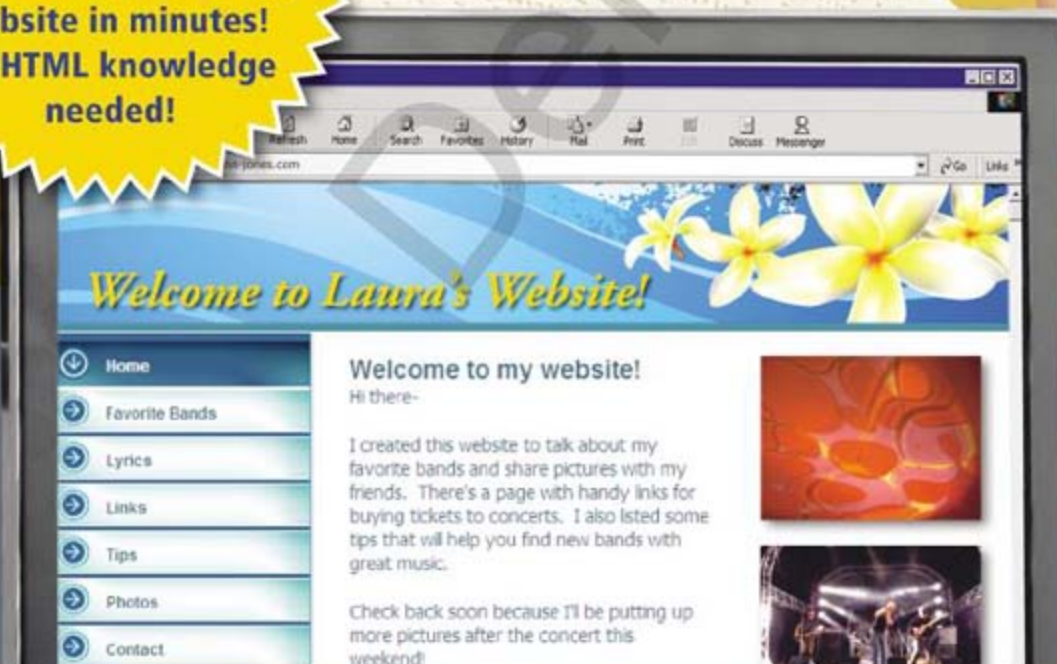 bsite in minutes!
HTML knowledge
needed!
Refresh Home Search Favorites History Mail Print Discuss Messenger
-jones.com Go Links
Welcome to Laura's Website!
Home
Favorite Bands
Lyrics
Links
Tips
Photos
Contact
Welcome to my website!
Hi there-
I created this website to talk about my
favorite bands and share pictures with my
friends. There's a page with handy links for
buying tickets to concerts. I also listed some
tips that will help you find new bands with
great music.
Check back soon because I'll be putting up
more pictures after the concert this
weekend!